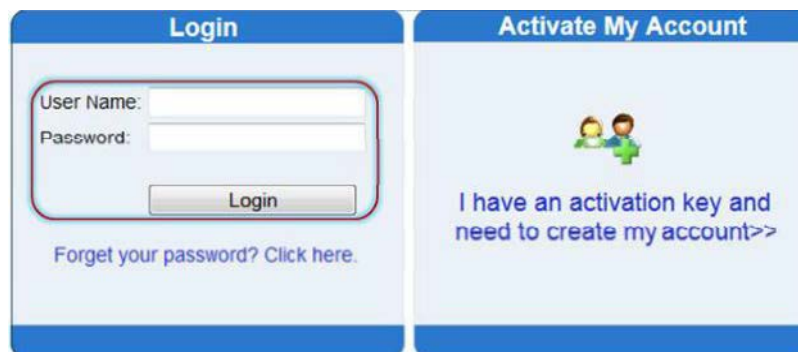 Login
User Name:
Password:
Login
Forget your password? Click here.
Activate My Account
I have an activation key and
need to create my account>>